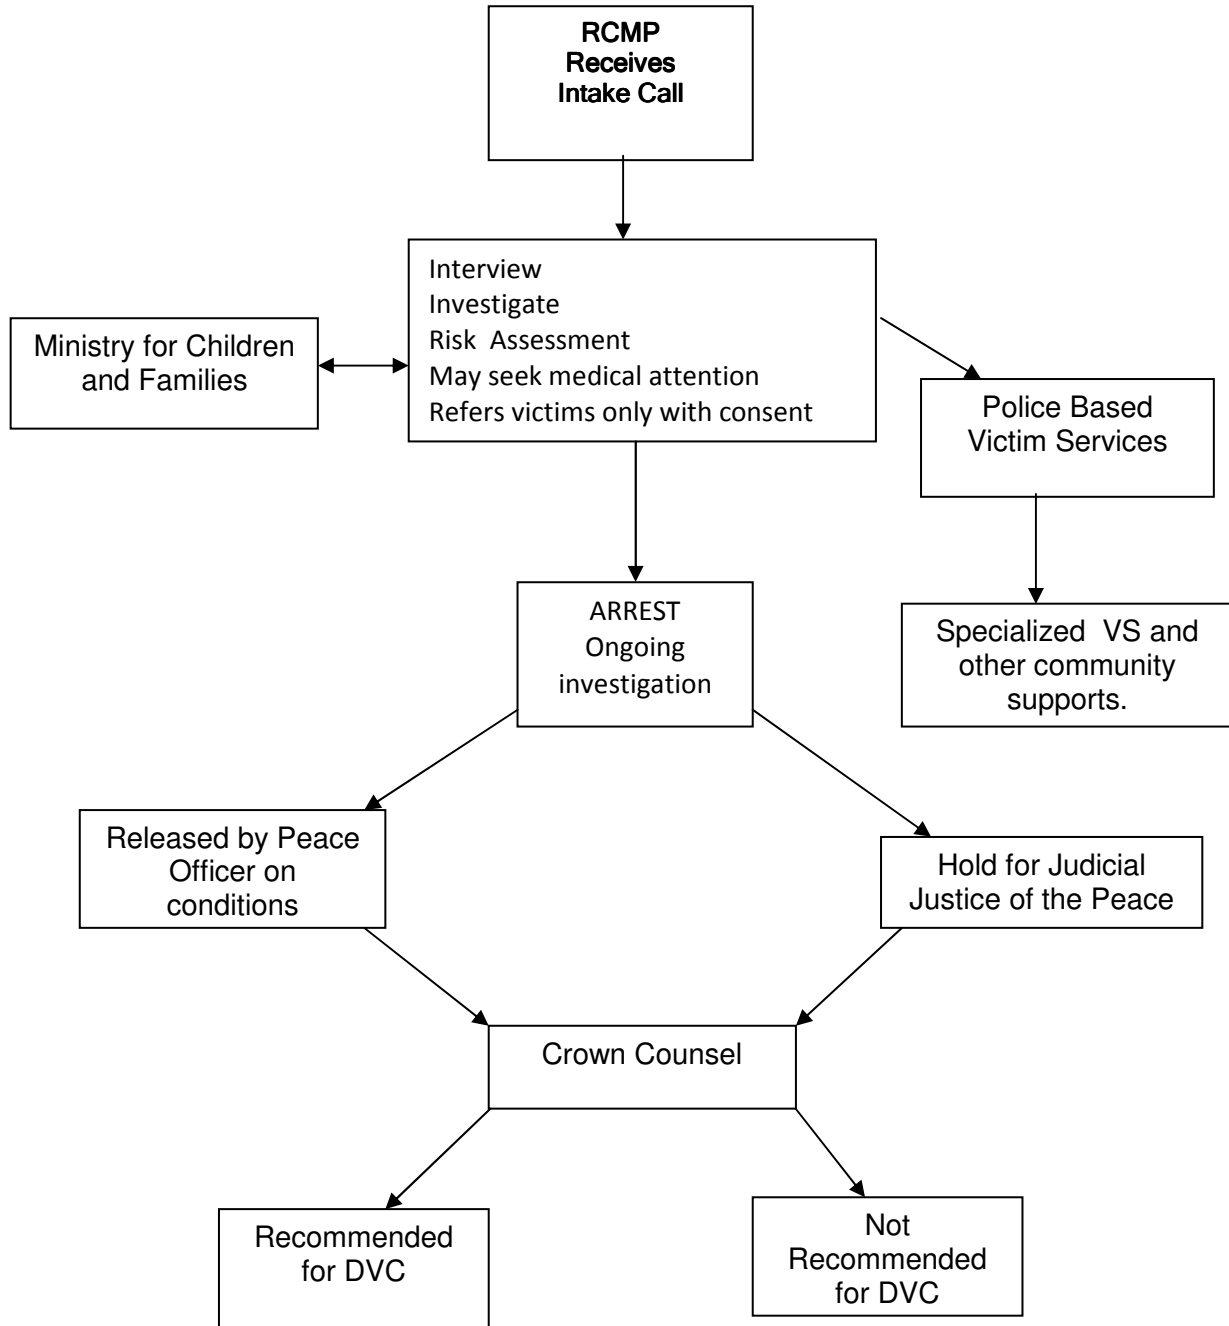 RCMP
Receives
Intake Call
Interview
Investigate
Risk Assessment
May seek medical attention
Refers victims only with consent
Ministry for Children
and Families
Police Based
Victim Services
ARREST
Ongoing
investigation
Specialized VS and
other community
supports.
Released by Peace
Officer on
conditions
Hold for Judicial
Justice of the Peace
Crown Counsel
Recommended
for DVC
Not
Recommended
for DVC